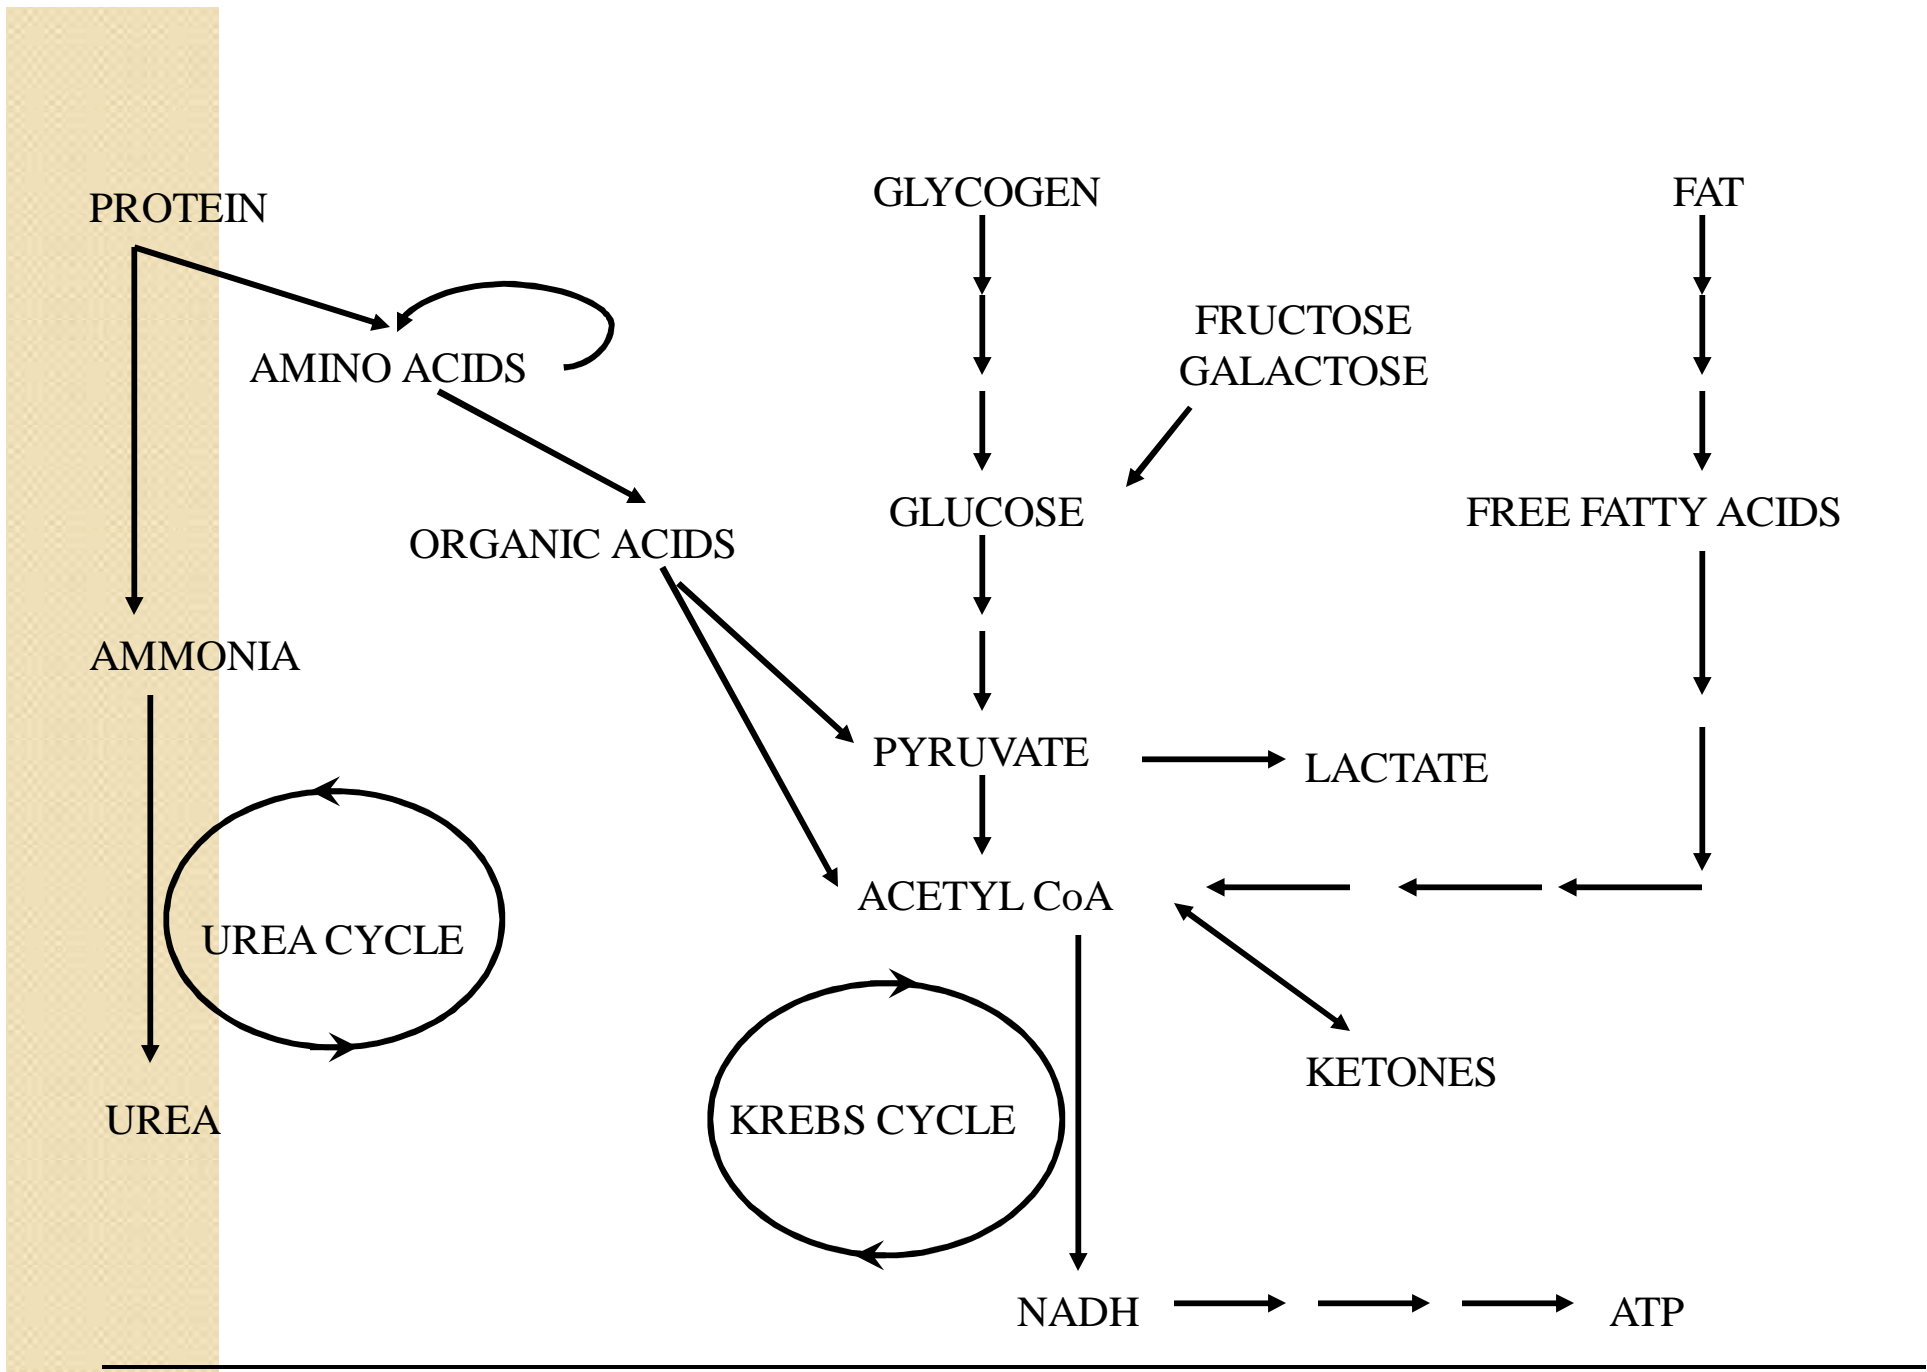 PROTEIN
GLYCOGEN
FAT
FRUCTOSE
GALACTOSE
AMINO ACIDS
GLUCOSE
FREE FATTY ACIDS
ORGANIC ACIDS
AMMONIA
PYRUVATE
LACTATE
ACETYL CoA
UREA CYCLE
KETONES
UREA
KREBS CYCLE
NADH
ATP